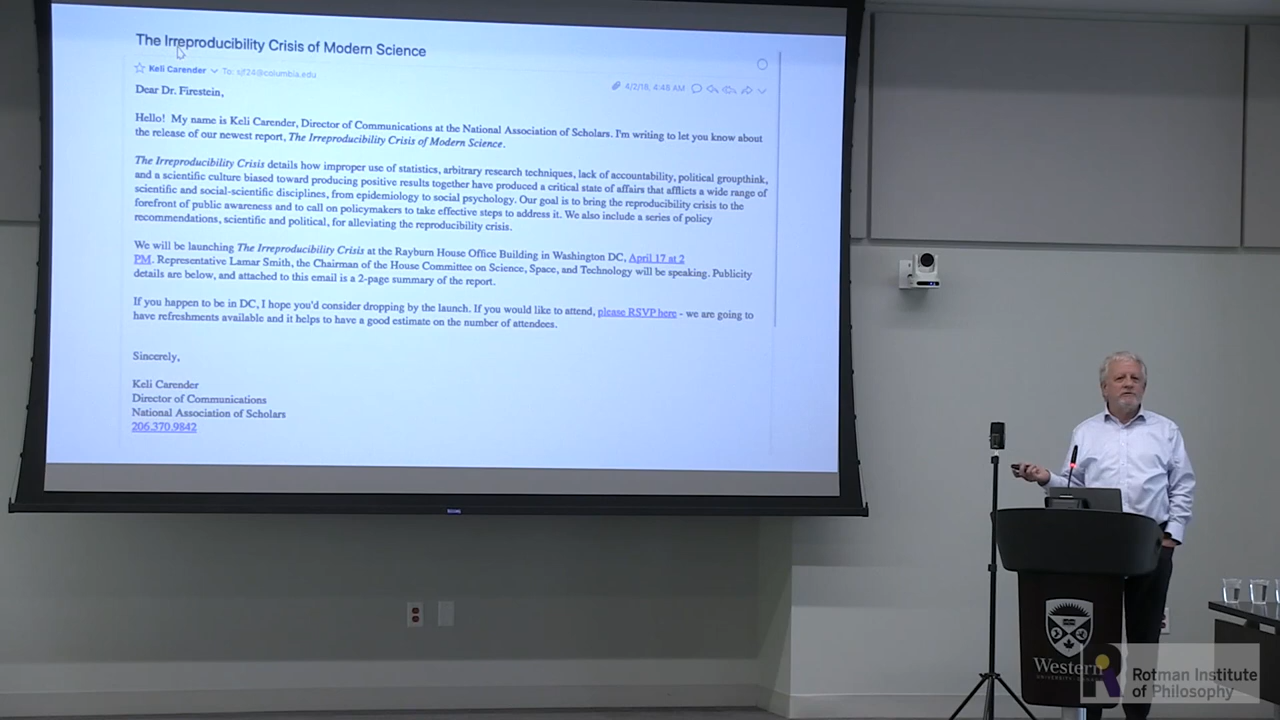 The Irreproducibility Crisis of Modern Science
Keli Carender To: sjf24@columbia.edu
4/2/18, 4:48 AM
Dear Dr. Firestein,
Hello! My name is Keli Carender, Director of Communications at the National Association of Scholars. I'm writing to let you know about
the release of our newest report, The Irreproducibility Crisis of Modern Science.
The Irreproducibility Crisis details how improper use of statistics, arbitrary research techniques, lack of accountability, political groupthink,
and a scientific culture biased toward producing positive results together have produced a critical state of affairs that afflicts a wide range of
scientific and social-scientific disciplines, from epidemiology to social psychology. Our goal is to bring the reproducibility crisis to the
forefront of public awareness and to call on policymakers to take effective steps to address it. We also include a series of policy
recommendations, scientific and political, for alleviating the reproducibility crisis.
We will be launching The Irreproducibility Crisis at the Rayburn House Office Building in Washington DC, April 17 at 2
PM. Representative Lamar Smith, the Chairman of the House Committee on Science, Space, and Technology will be speaking. Publicity
details are below, and attached to this email is a 2-page summary of the report.
If you happen to be in DC, I hope you'd consider dropping by the launch. If you would like to attend, please RSVP here - we are going to
have refreshments available and it helps to have a good estimate on the number of attendees.
Sincerely,
Keli Carender
Director of Communications
National Association of Scholars
206.370.9842
Western
Rotman Institute
of Philosophy